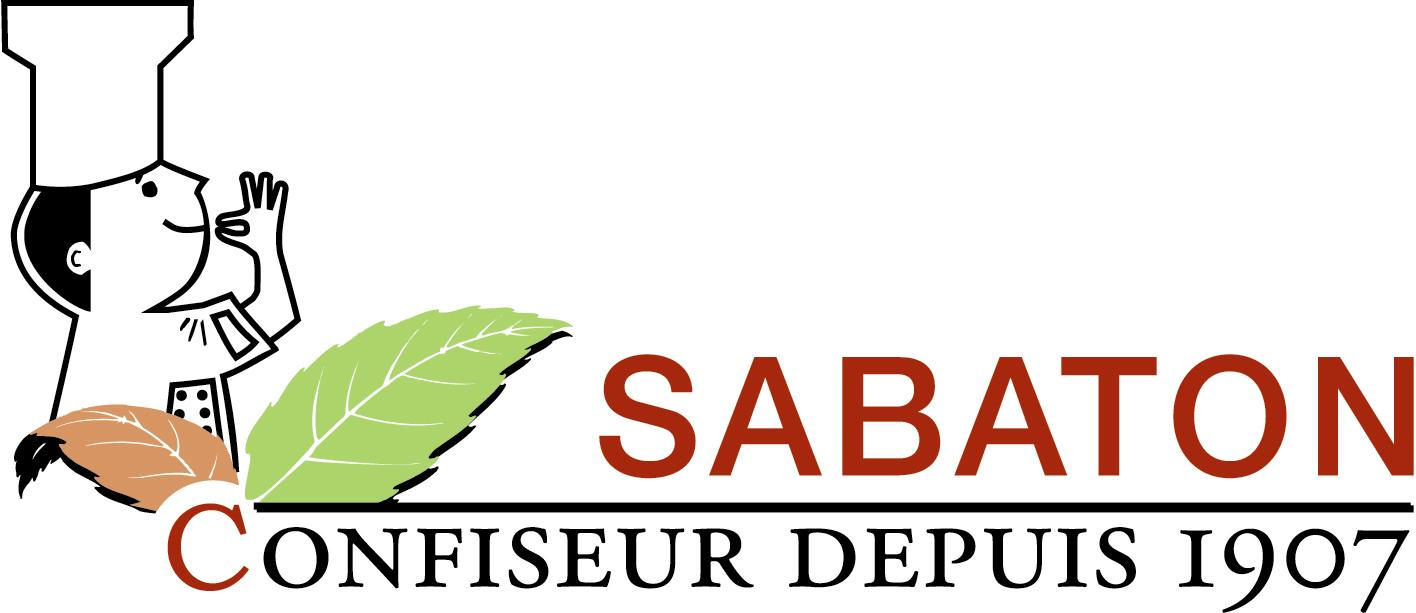 SABATON
CONFISEUR DEPUIS 1907